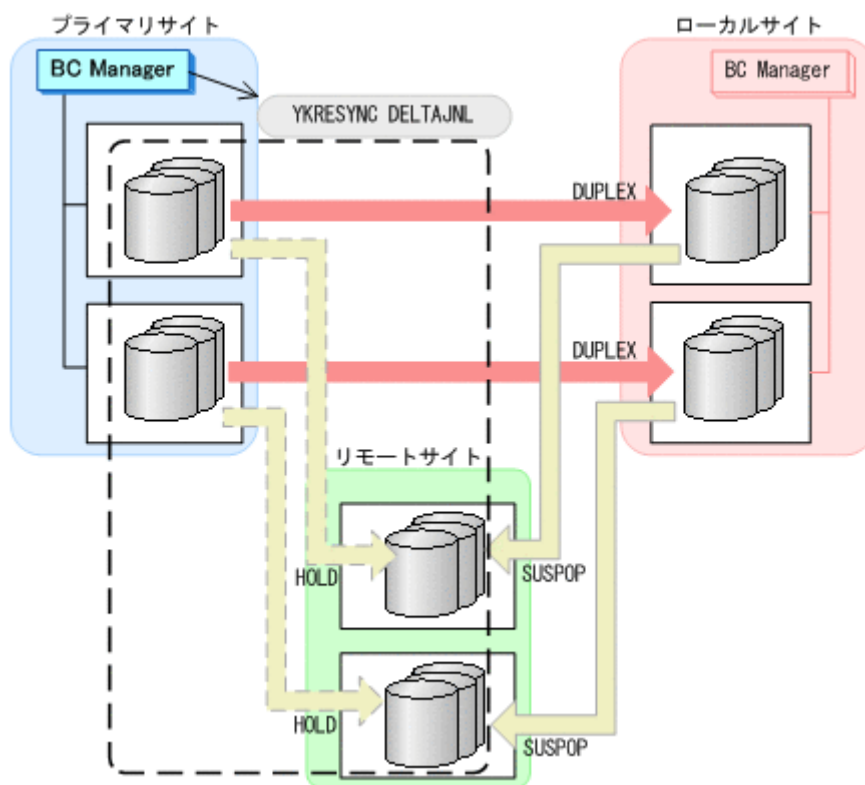 プライマリサイト
ローカルサイト
BC Manager
BC Manager
YKRESYNC DELTAJNL
DUPLEX
DUPLEX
リモートサイト
HOLD
SUSPOP
HOLD
SUSPOP